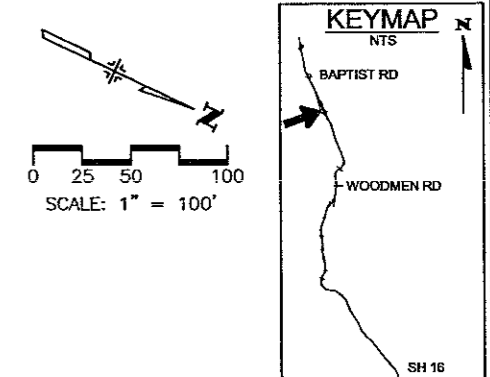 N
0 25 50 100
SCALE: 1" = 100'
KEYMAP
NTS
N
BAPTIST RD
WOODMEN RD
SH 16